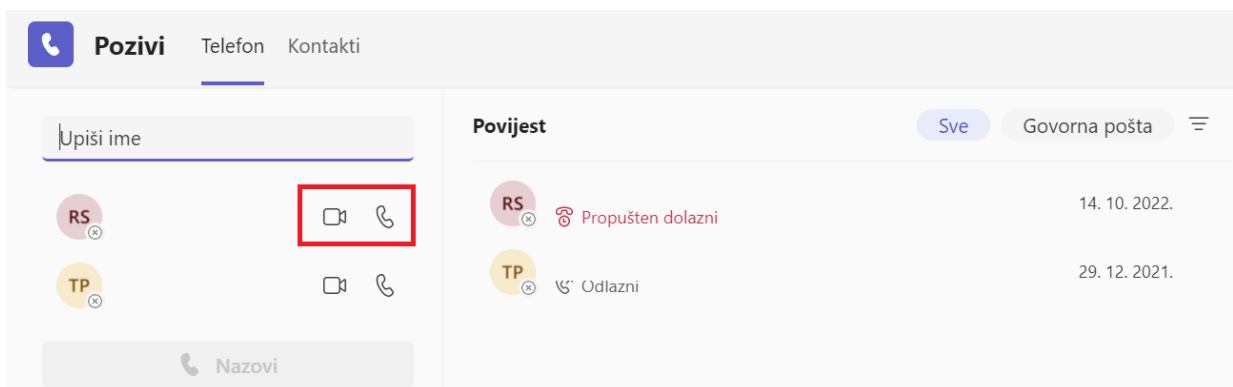 Pozivi Telefon Kontakti
Upiši ime
RS
TP
Nazovi
Povijest Sve Govorna pošta
RS Propušten dolazni 14. 10. 2022.
TP Odlazni 29. 12. 2021.